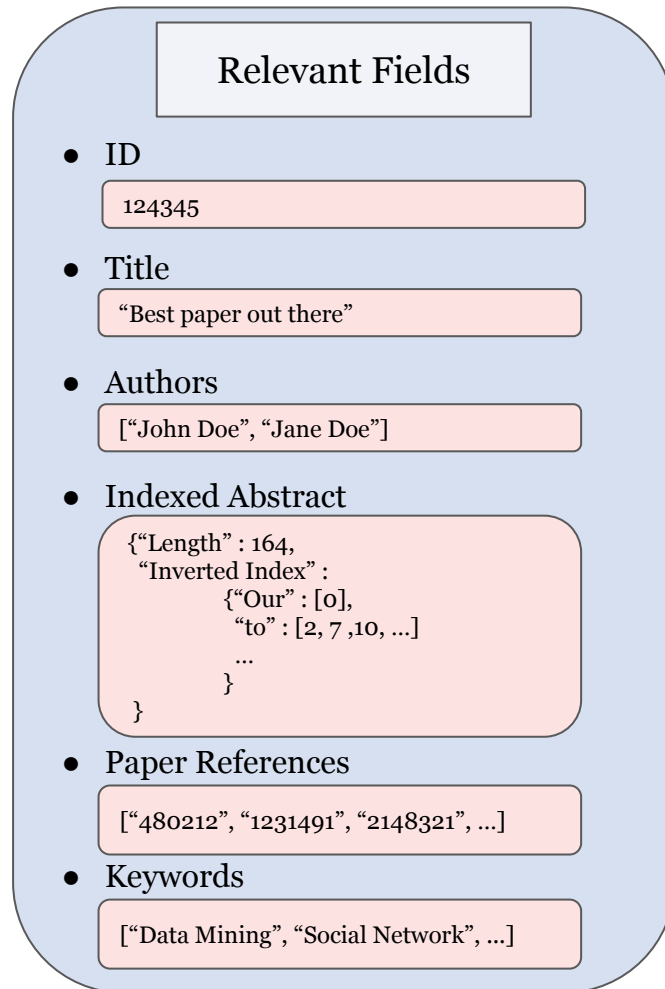 Relevant Fields
● ID
124345
● Title
“Best paper out there”
● Authors
[“John Doe”, “Jane Doe”]
● Indexed Abstract
{“Length” : 164,
“Inverted Index” :
{“Our” : [0],
“to” : [2, 7 ,10, ...]
...
}
}
● Paper References
[“480212”, “1231491”, “2148321”, ...]
● Keywords
[“Data Mining”, “Social Network”, ...]